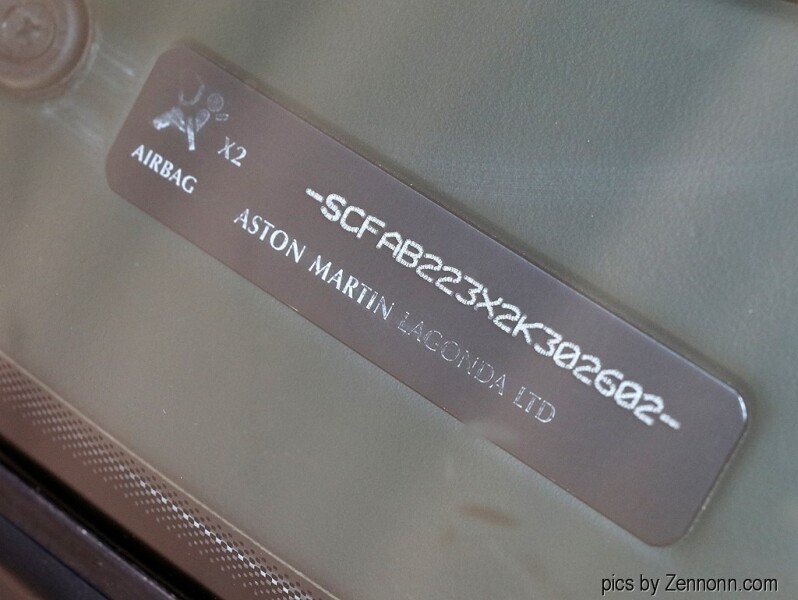 X2
AIRBAG
-SCFAB223X2K302602-
ASTON MARTIN LAGONDA LTD
pics by Zennonn.com